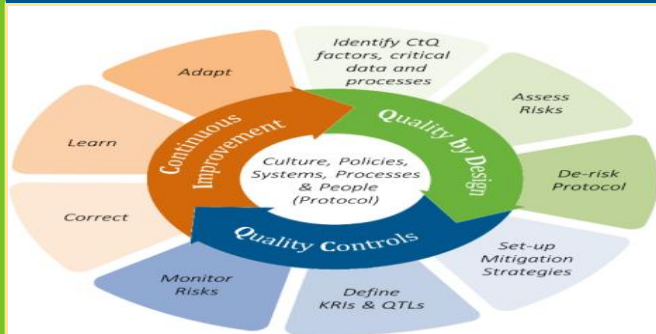 Identify CtQ
factors, critical
data and
processes
Assess
Risks
De-risk
Protocol
Set-up
Mitigation
Strategies
Define
KRIs & QTLs
Monitor
Risks
Correct
Learn
Adapt
Quality by Design
Quality Controls
Continuous
Improvement
Culture, Policies,
Systems, Processes
& People
(Protocol)